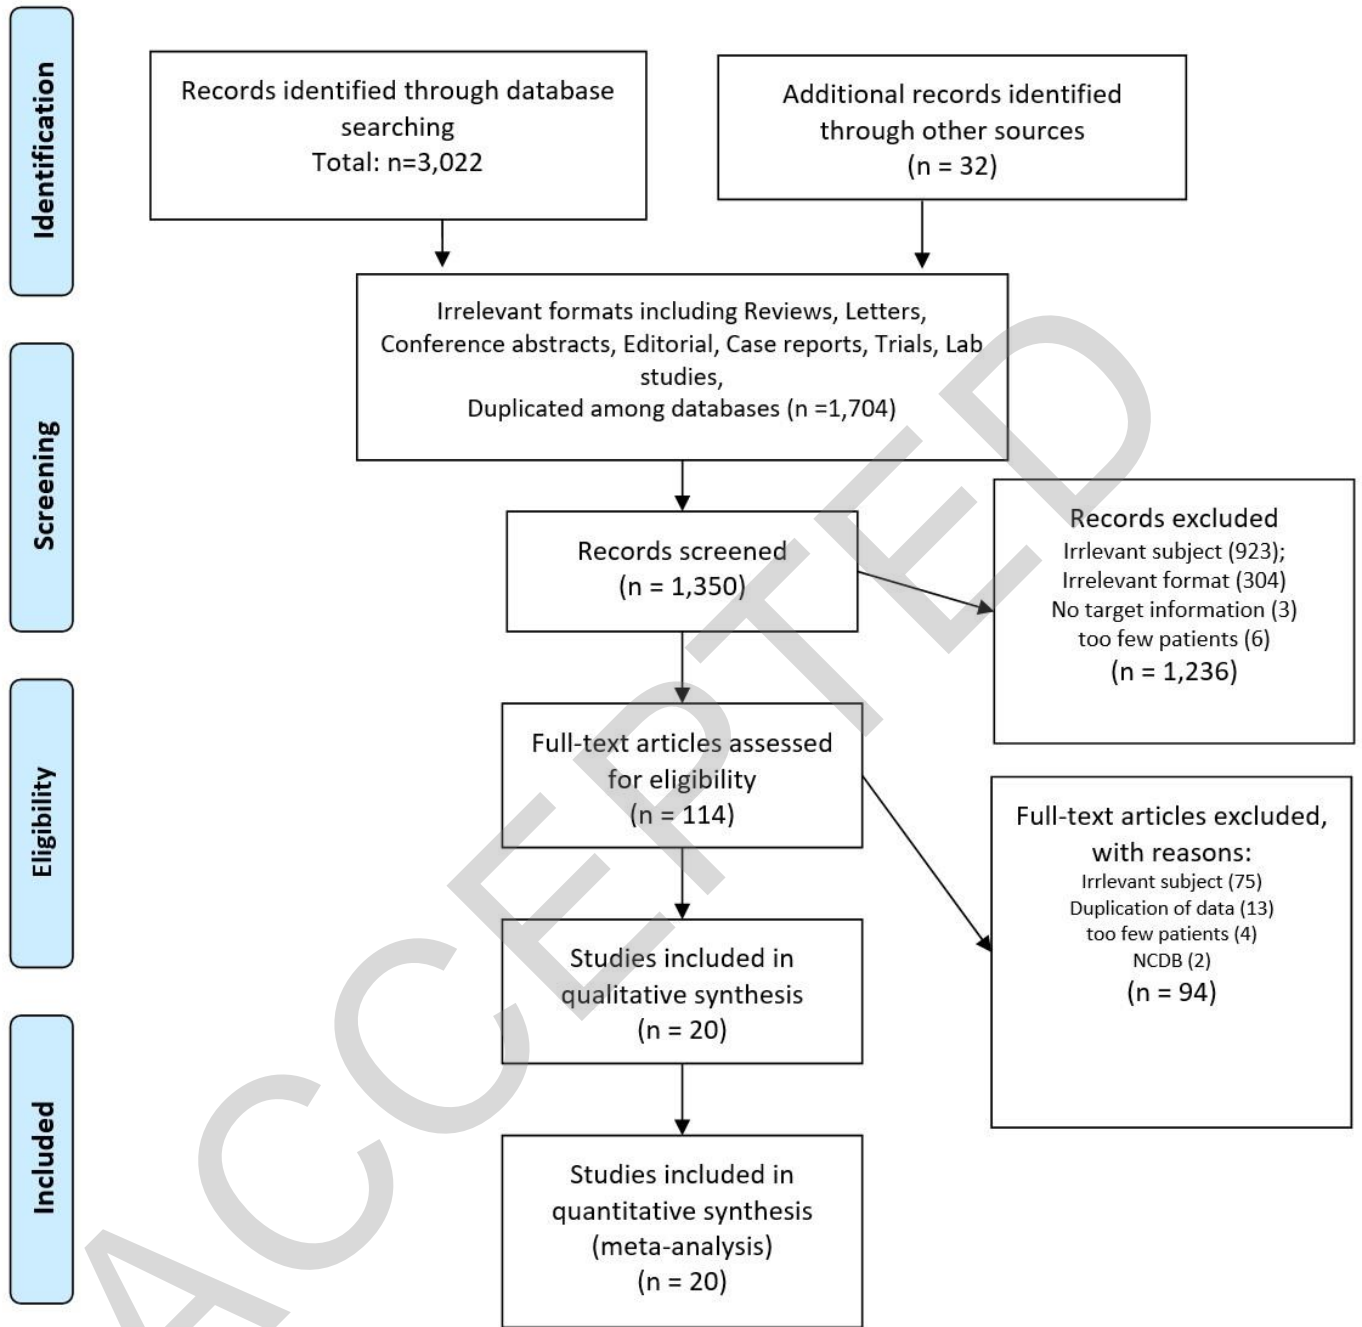 Identification
Records identified through database
searching
Total: n=3,022
Additional records identified
through other sources
(n = 32)
Irrelevant formats including Reviews, Letters,
Conference abstracts, Editorial, Case reports, Trials, Lab
studies,
Duplicated among databases (n =1,704)
Screening
Records screened
(n = 1,350)
Records excluded
Irrlevant subject (923);
Irrelevant format (304)
No target information (3)
too few patients (6)
(n = 1,236)
Eligibility
Full-text articles assessed
for eligibility
(n = 114)
Full-text articles excluded,
with reasons:
Irrlevant subject (75)
Duplication of data (13)
too few patients (4)
NCDB (2)
(n = 94)
Studies included in
qualitative synthesis
(n = 20)
Included
Studies included in
quantitative synthesis
(meta-analysis)
(n = 20)
ACCEPTED